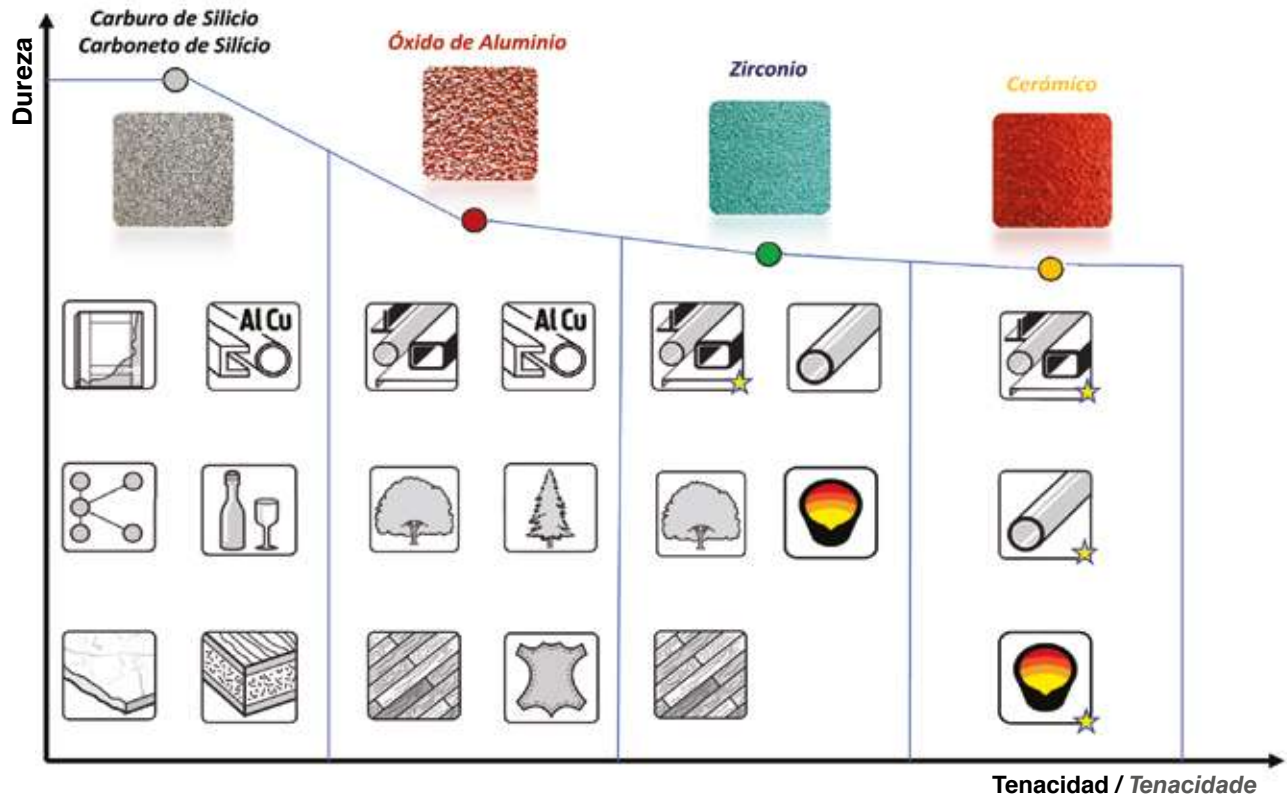 Carburo de Silicio
Carboneto de Silício
Óxido de Aluminio
Zirconio
Cerámico
Dureza
Al Cu
Al Cu
Tenacidad / Tenacidade